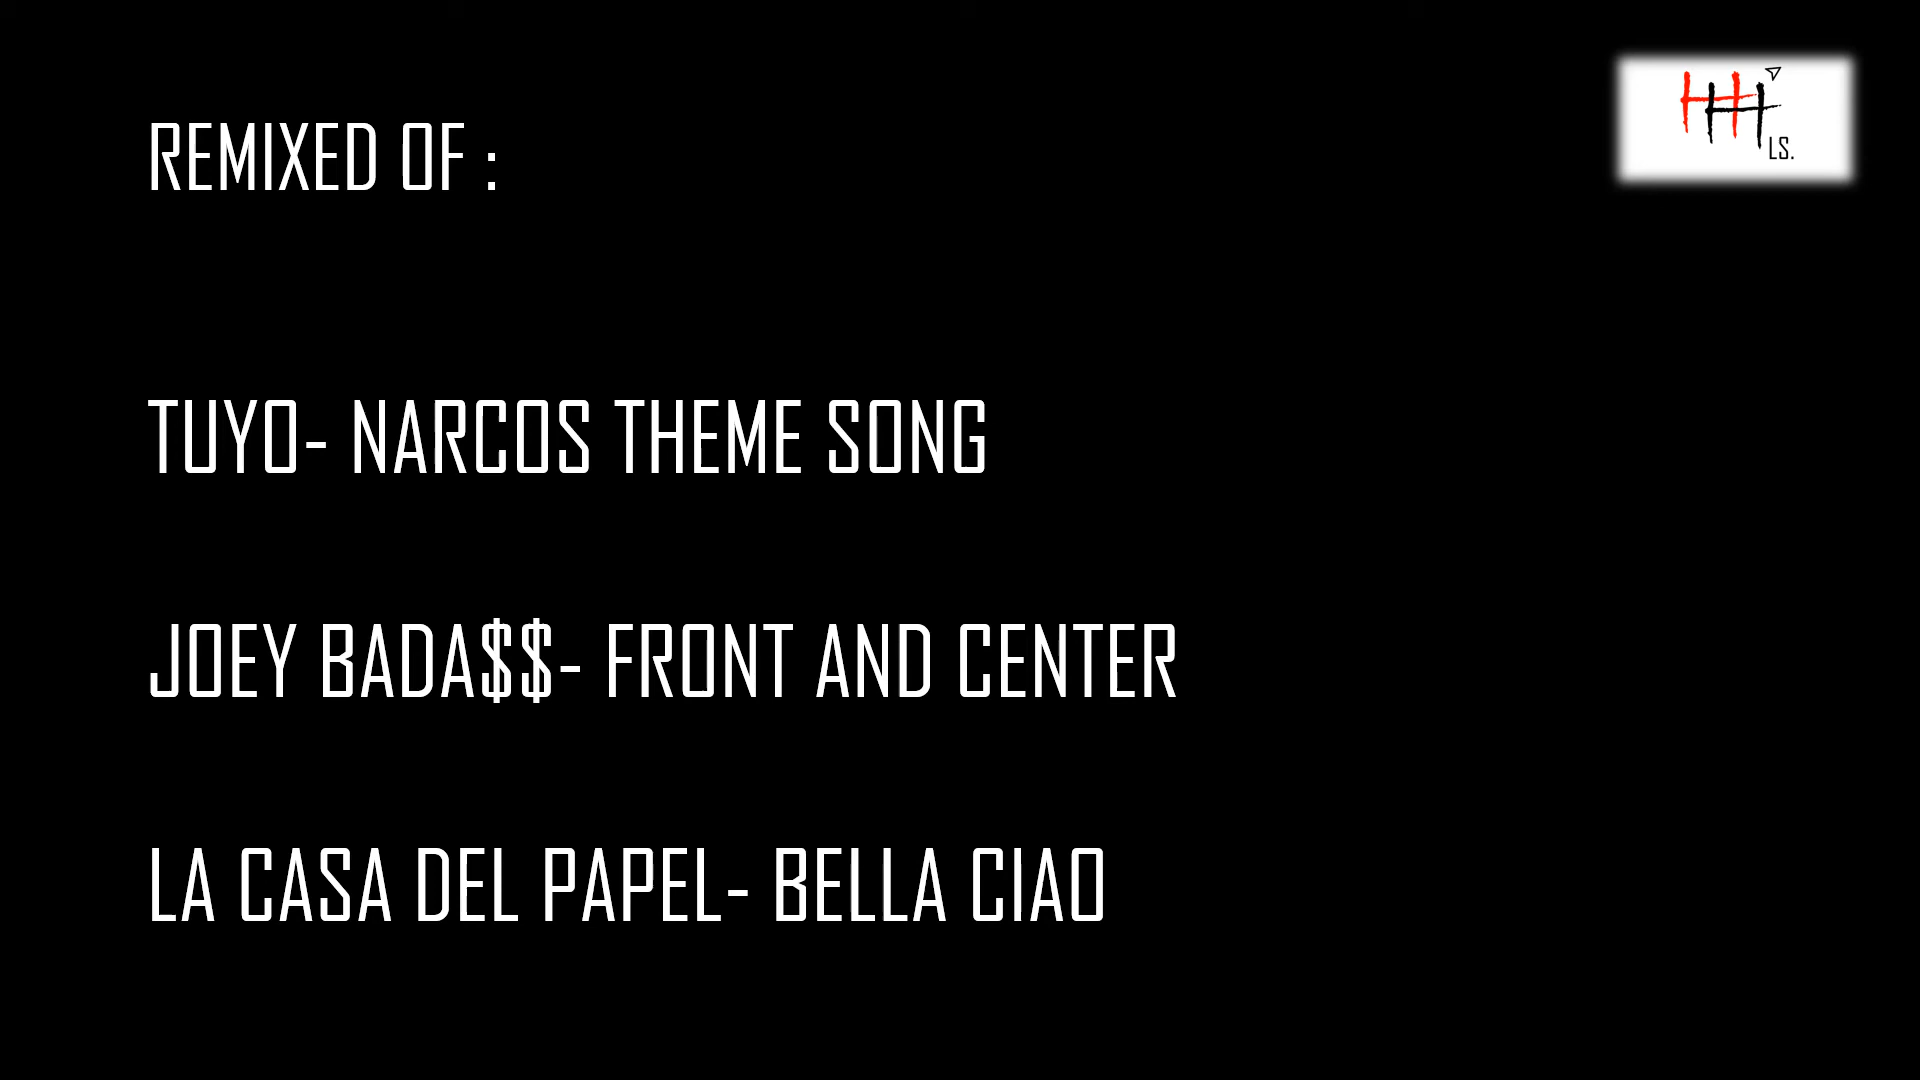 REMIXED OF :
LS.
TUYO- NARCOS THEME SONG
JOEY BADA$$- FRONT AND CENTER
LA CASA DEL PAPEL- BELLA CIAO